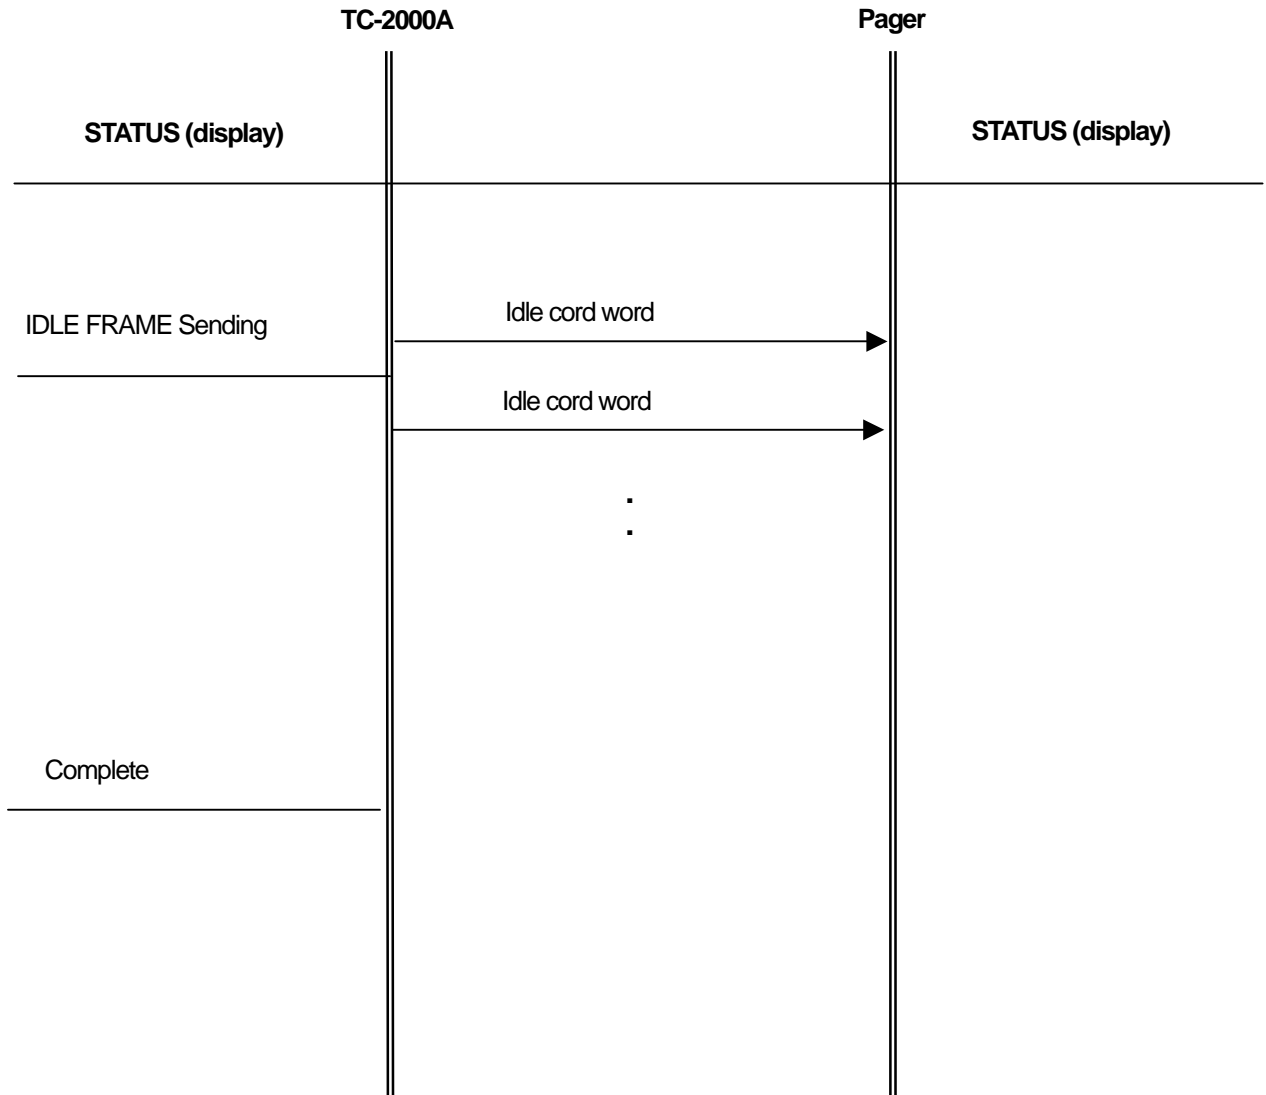 TC-2000A
Pager
STATUS (display)
STATUS (display)
IDLE FRAME Sending
Idle cord word
Idle cord word
.
.
Complete